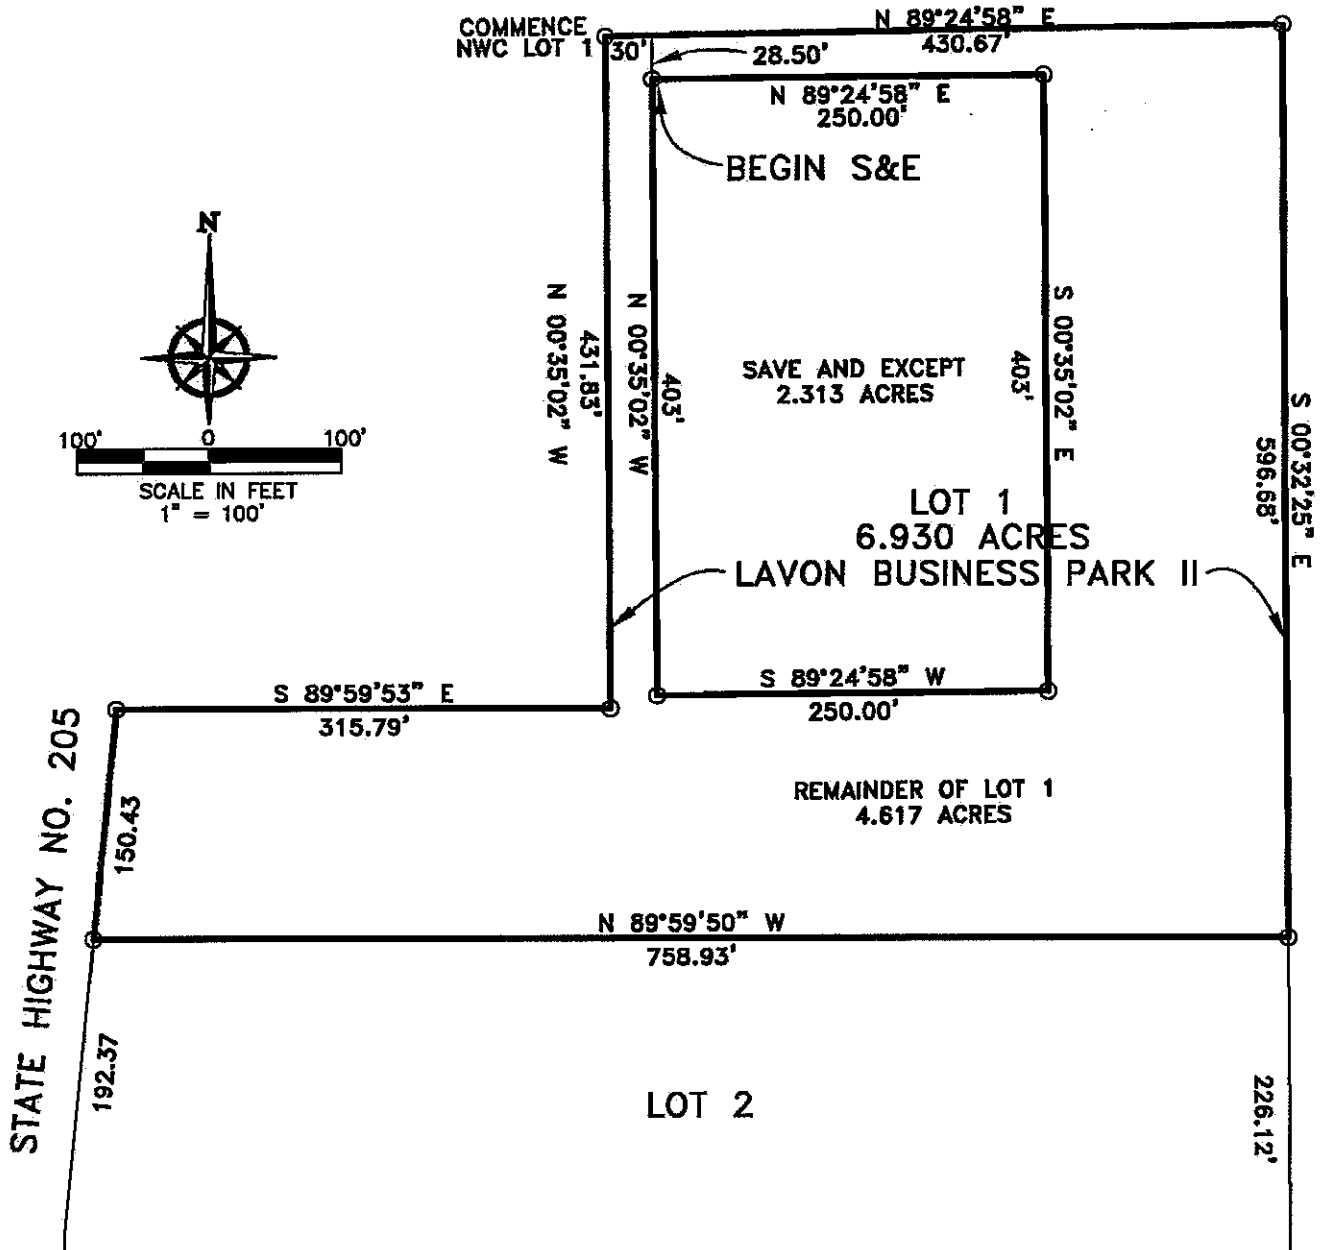 COMMENCE
NWC LOT 1
30'
N 89°24'58" E
430.67'
28.50'
N 89°24'58" E
250.00'
BEGIN S&E
N
100' 0 100'
SCALE IN FEET
1" = 100'
N 00°35'02" W
431.83'
N 00°35'02" W
403'
SAVE AND EXCEPT
2.313 ACRES
403'
S 00°35'02" E
S 00°32'25" E
596.68'
LOT 1
6.930 ACRES
LAVON BUSINESS PARK II
S 89°59'53" E
315.79'
S 89°24'58" W
250.00'
REMAINDER OF LOT 1
4.617 ACRES
STATE HIGHWAY NO. 205
150.43
N 89°59'50" W
758.93'
192.37
LOT 2
226.12'